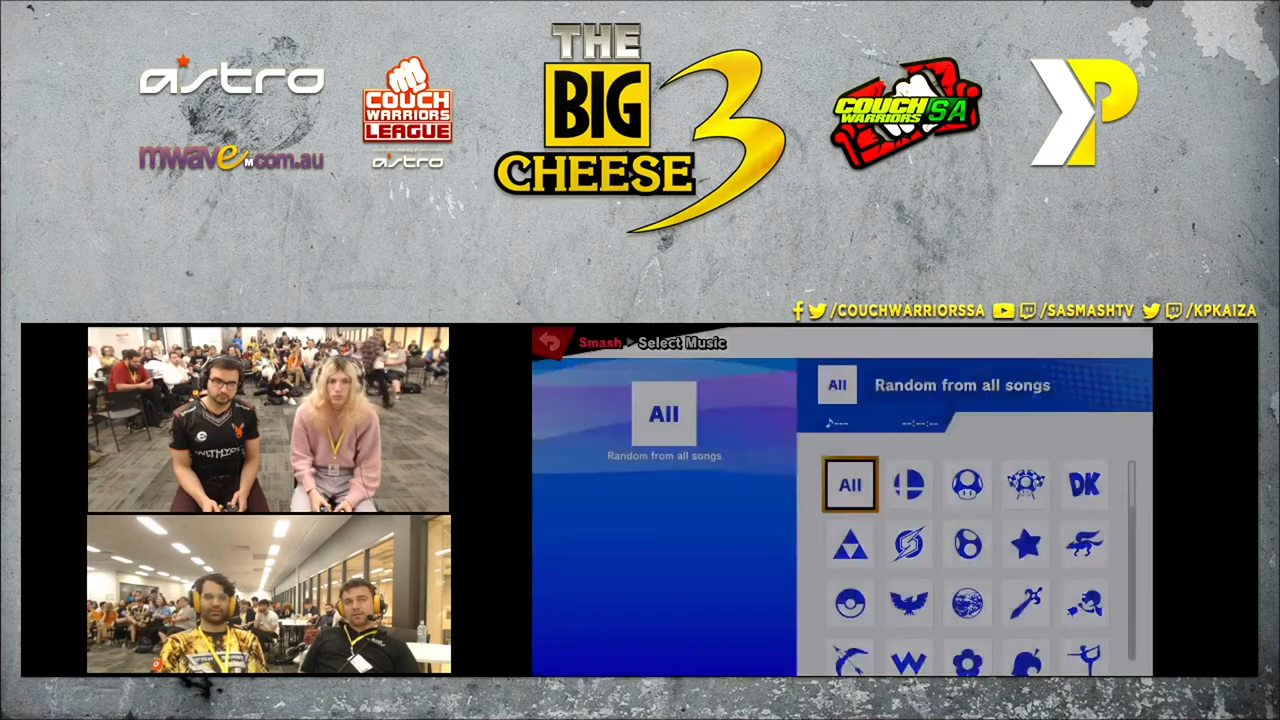 astro
mwave.com.au
COUCH
WARRIORS
LEAGUE
astro
THE
BIG
CHEESE
3
COUCH
WARRIORS
SA
KP
/COUCHWARRIORSSA /SASMASHTV /KPKAIZA
Smash Select Music
All
Random from all songs
All Random from all songs
--:--:--
All
DK